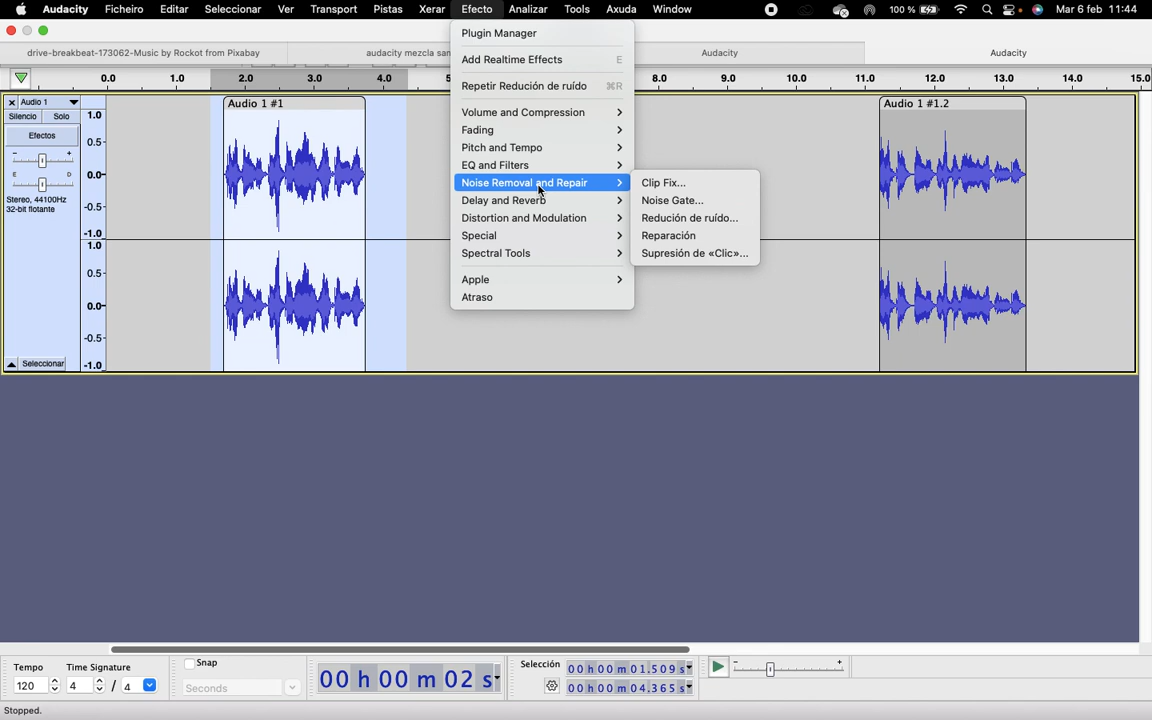 Audacity Ficheiro Editar Seleccionar Ver Transport Pistas Xerar Efecto Analizar Tools Axuda Window 100 % Mar 6 feb 11:44
drive-breakbeat-173062-Music by Rockot from Pixabay audacity mezcla san Audacity Audacity
0.0 1.0 2.0 3.0 4.0 5 8.0 9.0 10.0 11.0 12.0 13.0 14.0 15.0
Plugin Manager
Add Realtime Effects E
Repetir Redución de ruído ⌘R
Volume and Compression
Fading
Pitch and Tempo
EQ and Filters
Noise Removal and Repair
Delay and Reverb
Distortion and Modulation
Special
Spectral Tools
Apple
Atraso
Clip Fix...
Noise Gate...
Redución de ruído...
Reparación
Supresión de «Clic»...
Audio 1
Silencio Solo
Efectos
- +
E D
Stereo, 44100Hz
32-bit flotante
Seleccionar
1.0
0.5
0.0
-0.5
-1.0
1.0
0.5
0.0
-0.5
-1.0
Audio 1 #1
Audio 1 #1.2
Tempo
120
Time Signature
4 / 4
Snap
Seconds
00 h 00 m 02 s
Selección
00 h 00 m 01.509 s
00 h 00 m 04.365 s
- +
Stopped.